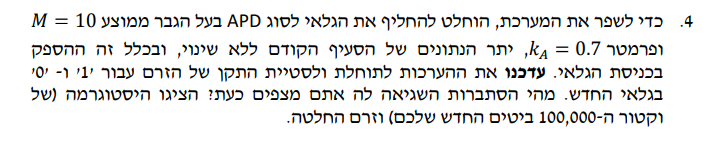 4. כדי לשפר את המערכת, הוחלט להחליף את הגלאי לסוג APD בעל הגבר ממוצע M = 10
ופרמטר k_A = 0.7, יתר הנתונים של הסעיף הקודם ללא שינוי, ובכלל זה ההספק
בכניסת הגלאי. עדכנו את ההערכות לתוחלת ולסטיית התקן של הזרם עבור '1' ו- '0'
בגלאי החדש. מהי הסתברות השגיאה לה אתם מצפים כעת? הציגו היסטוגרמה (של
וקטור ה-100,000 ביטים החדש שלכם) וזרם החלטה.